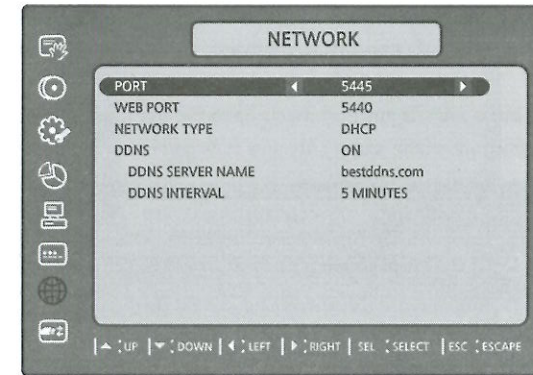 NETWORK
PORT 5445
WEB PORT 5440
NETWORK TYPE DHCP
DDNS ON
DDNS SERVER NAME bestddns.com
DDNS INTERVAL 5 MINUTES
UP DOWN LEFT RIGHT SEL SELECT ESC ESCAPE